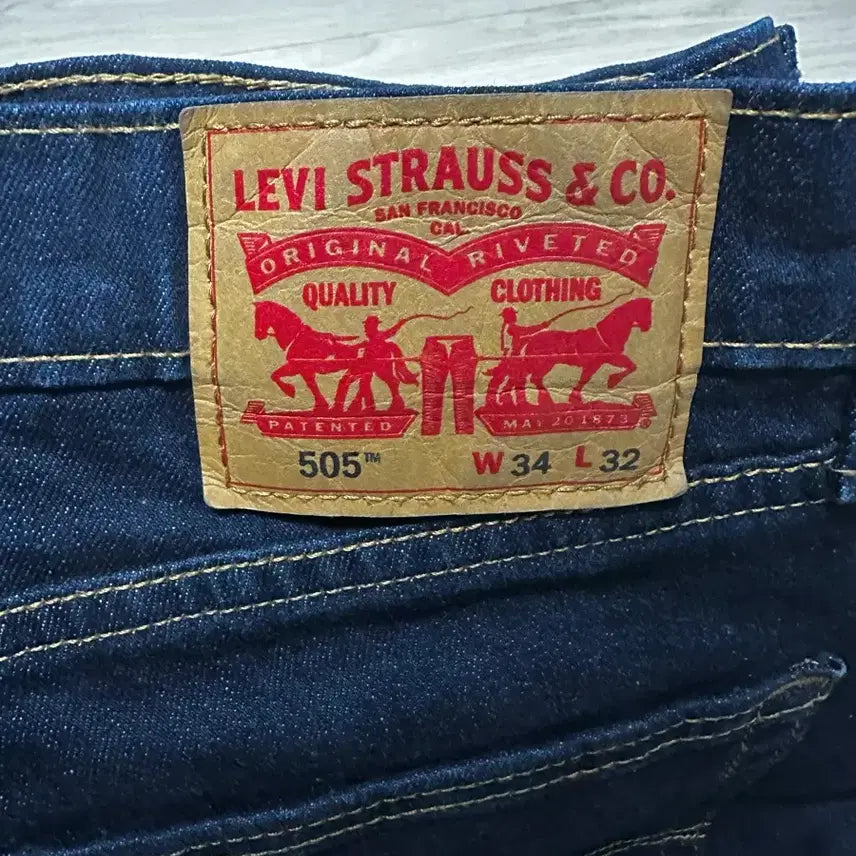 LEVI STRAUSS & CO.
SAN FRANCISCO
CAL.
ORIGINAL RIVETED
QUALITY CLOTHING
PATENTED MAY 20 1873
505™ W 34 L 32